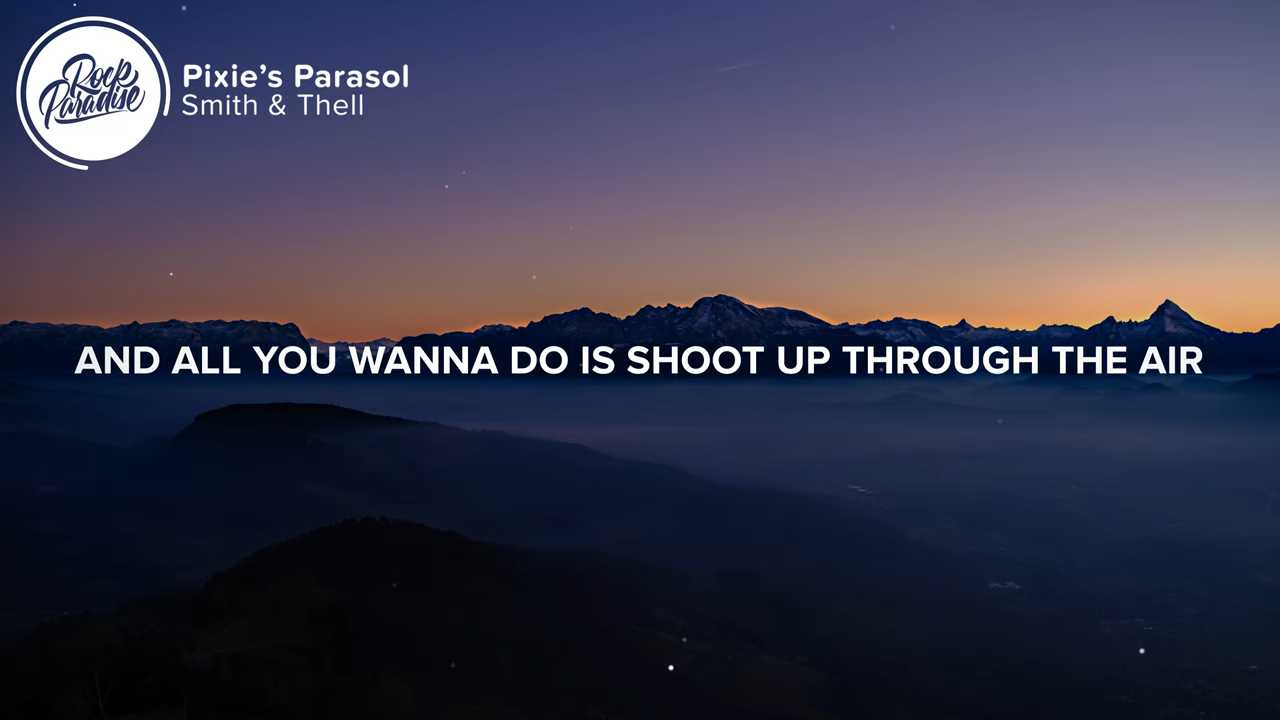 Rock
Paradise
Pixie’s Parasol
Smith & Thell
AND ALL YOU WANNA DO IS SHOOT UP THROUGH THE AIR